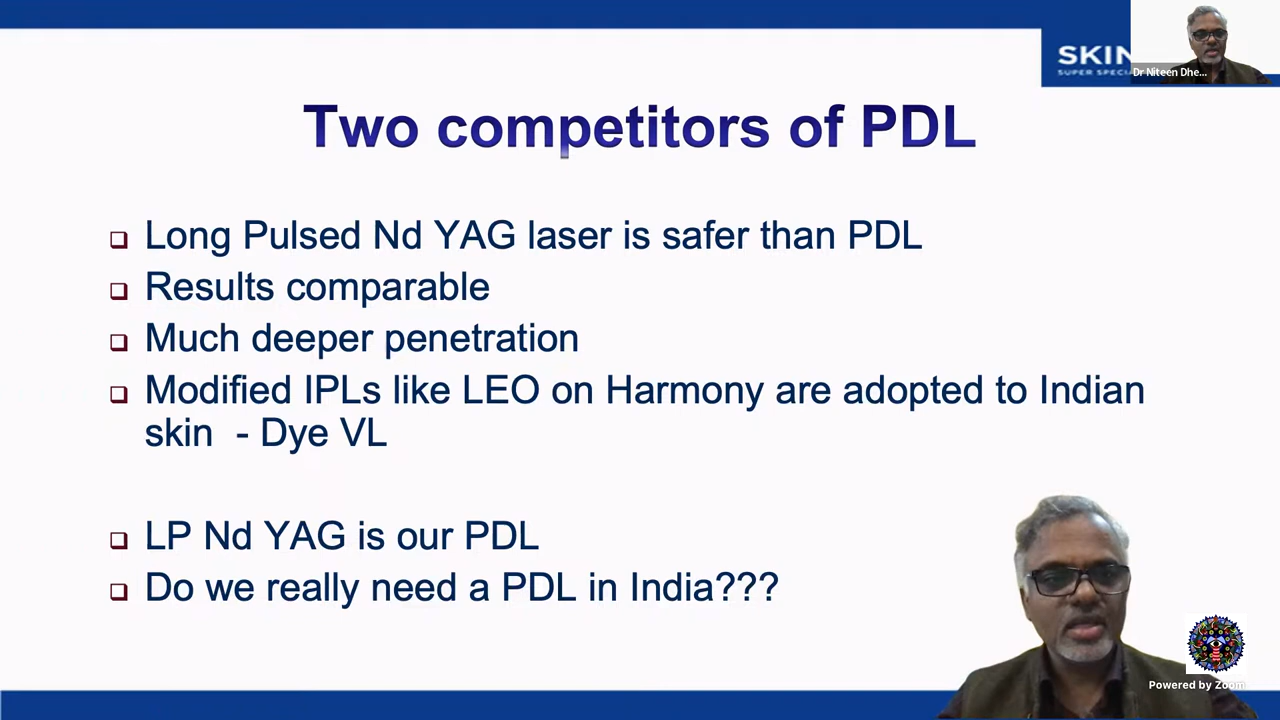 SKIN
SUPER SPECI
Dr Niteen Dhe...
Two competitors of PDL
Long Pulsed Nd YAG laser is safer than PDL
Results comparable
Much deeper penetration
Modified IPLs like LEO on Harmony are adopted to Indian
skin - Dye VL
LP Nd YAG is our PDL
Do we really need a PDL in India???
Powered by Zoom